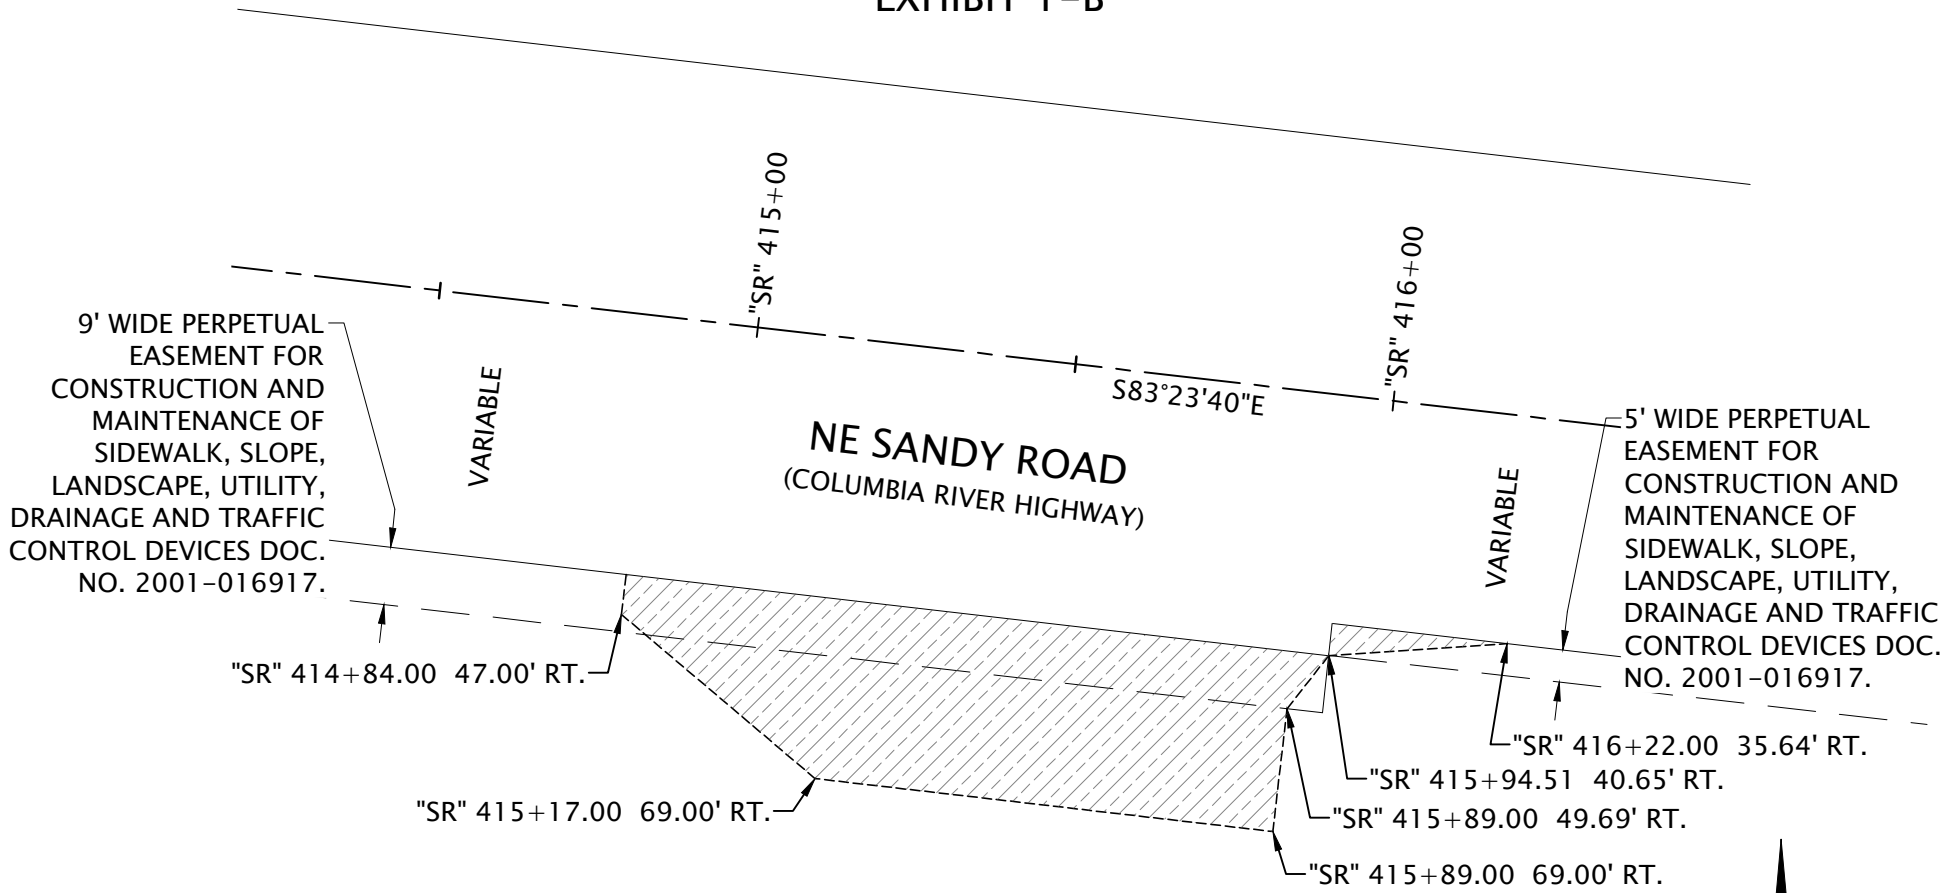 EXHIBIT 1-B
"SR" 415+00
"SR" 416+00
9' WIDE PERPETUAL
EASEMENT FOR
CONSTRUCTION AND
MAINTENANCE OF
SIDEWALK, SLOPE,
LANDSCAPE, UTILITY,
DRAINAGE AND TRAFFIC
CONTROL DEVICES DOC.
NO. 2001-016917.
VARIABLE
S83°23'40"E
NE SANDY ROAD
(COLUMBIA RIVER HIGHWAY)
VARIABLE
5' WIDE PERPETUAL
EASEMENT FOR
CONSTRUCTION AND
MAINTENANCE OF
SIDEWALK, SLOPE,
LANDSCAPE, UTILITY,
DRAINAGE AND TRAFFIC
CONTROL DEVICES DOC.
NO. 2001-016917.
"SR" 414+84.00 47.00' RT.
"SR" 416+22.00 35.64' RT.
"SR" 415+94.51 40.65' RT.
"SR" 415+17.00 69.00' RT.
"SR" 415+89.00 49.69' RT.
"SR" 415+89.00 69.00' RT.